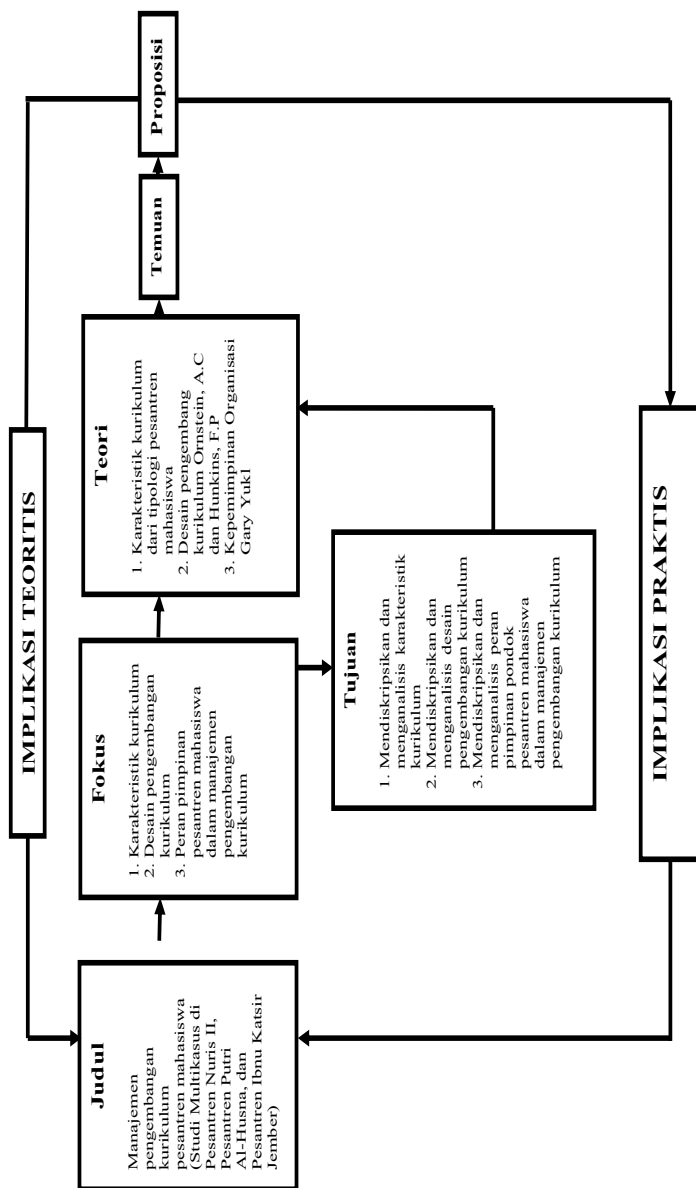 IMPLIKASI TEORITIS
Judul
Manajemen
pengembangan
kurikulum
pesantren mahasiswa
(Studi Multikasus di
Pesantren Nuris II,
Pesantren Putri
Al-Husna, dan
Pesantren Ibnu Katsir
Jember)
Fokus
1. Karakteristik kurikulum
2. Desain pengembangan
kurikulum
3. Peran pimpinan
pesantren mahasiswa
dalam manajemen
pengembangan
kurikulum
Teori
1. Karakteristik kurikulum
dari tipologi pesantren
mahasiswa
2. Desain pengembang
kurikulum Ornstein, A.C
dan Hunkins, F.P
3. Kepemimpinan Organisasi
Gary Yukl
Temuan
Proposisi
Tujuan
1. Mendiskripsikan dan
menganalisis karakteristik
kurikulum
2. Mendiskripsikan dan
menganalisis desain
pengembangan kurikulum
3. Mendiskripsikan dan
menganalisis peran
pimpinan pondok
pesantren mahasiswa
dalam manajemen
pengembangan kurikulum
IMPLIKASI PRAKTIS